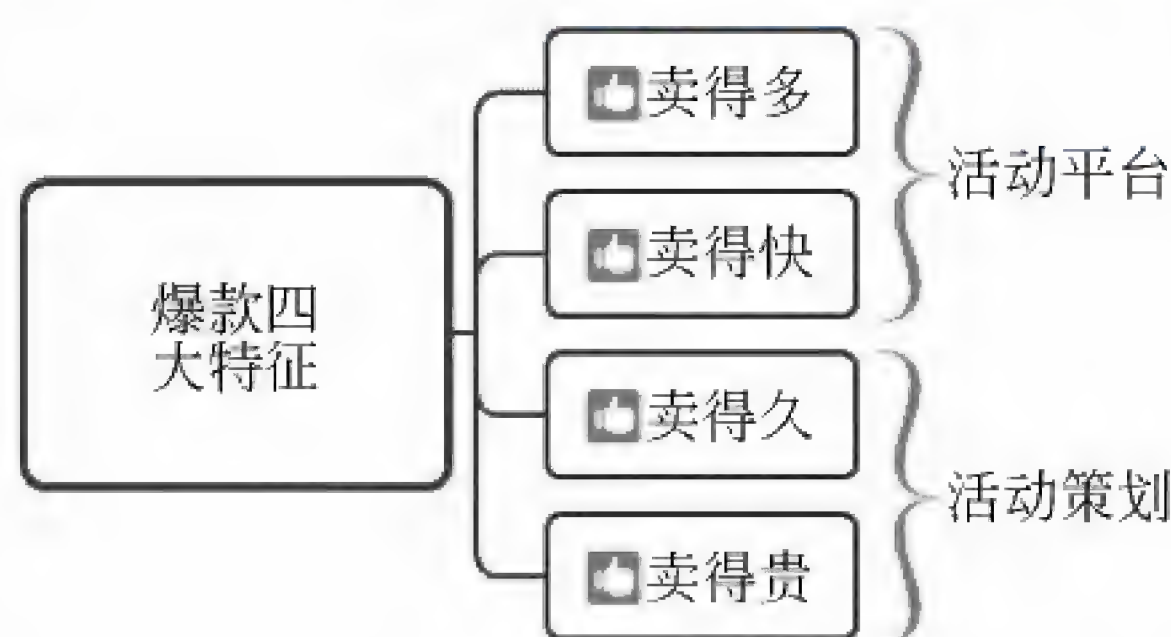 爆款四
大特征
卖得多
卖得快
卖得久
卖得贵
活动平台
活动策划